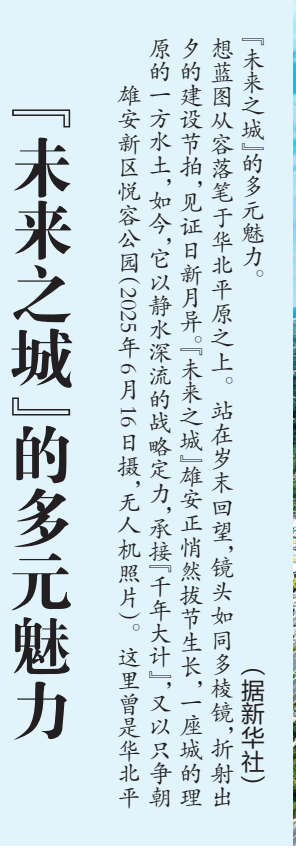 『未来之城』的多元魅力
雄安新区悦容公园(2025年6月16日摄,无人机照片)。 这里曾是华北平
原的一方水土,如今,它以静水深流的战略定力,承接『千年大计』,又以只争朝
夕的建设节拍,见证日新月异。『未来之城』雄安正悄然拔节生长,一座城的理
想蓝图从容落笔于华北平原之上。 站在岁末回望,镜头如同多棱镜,折射出
『未来之城』的多元魅力。
(据新华社)